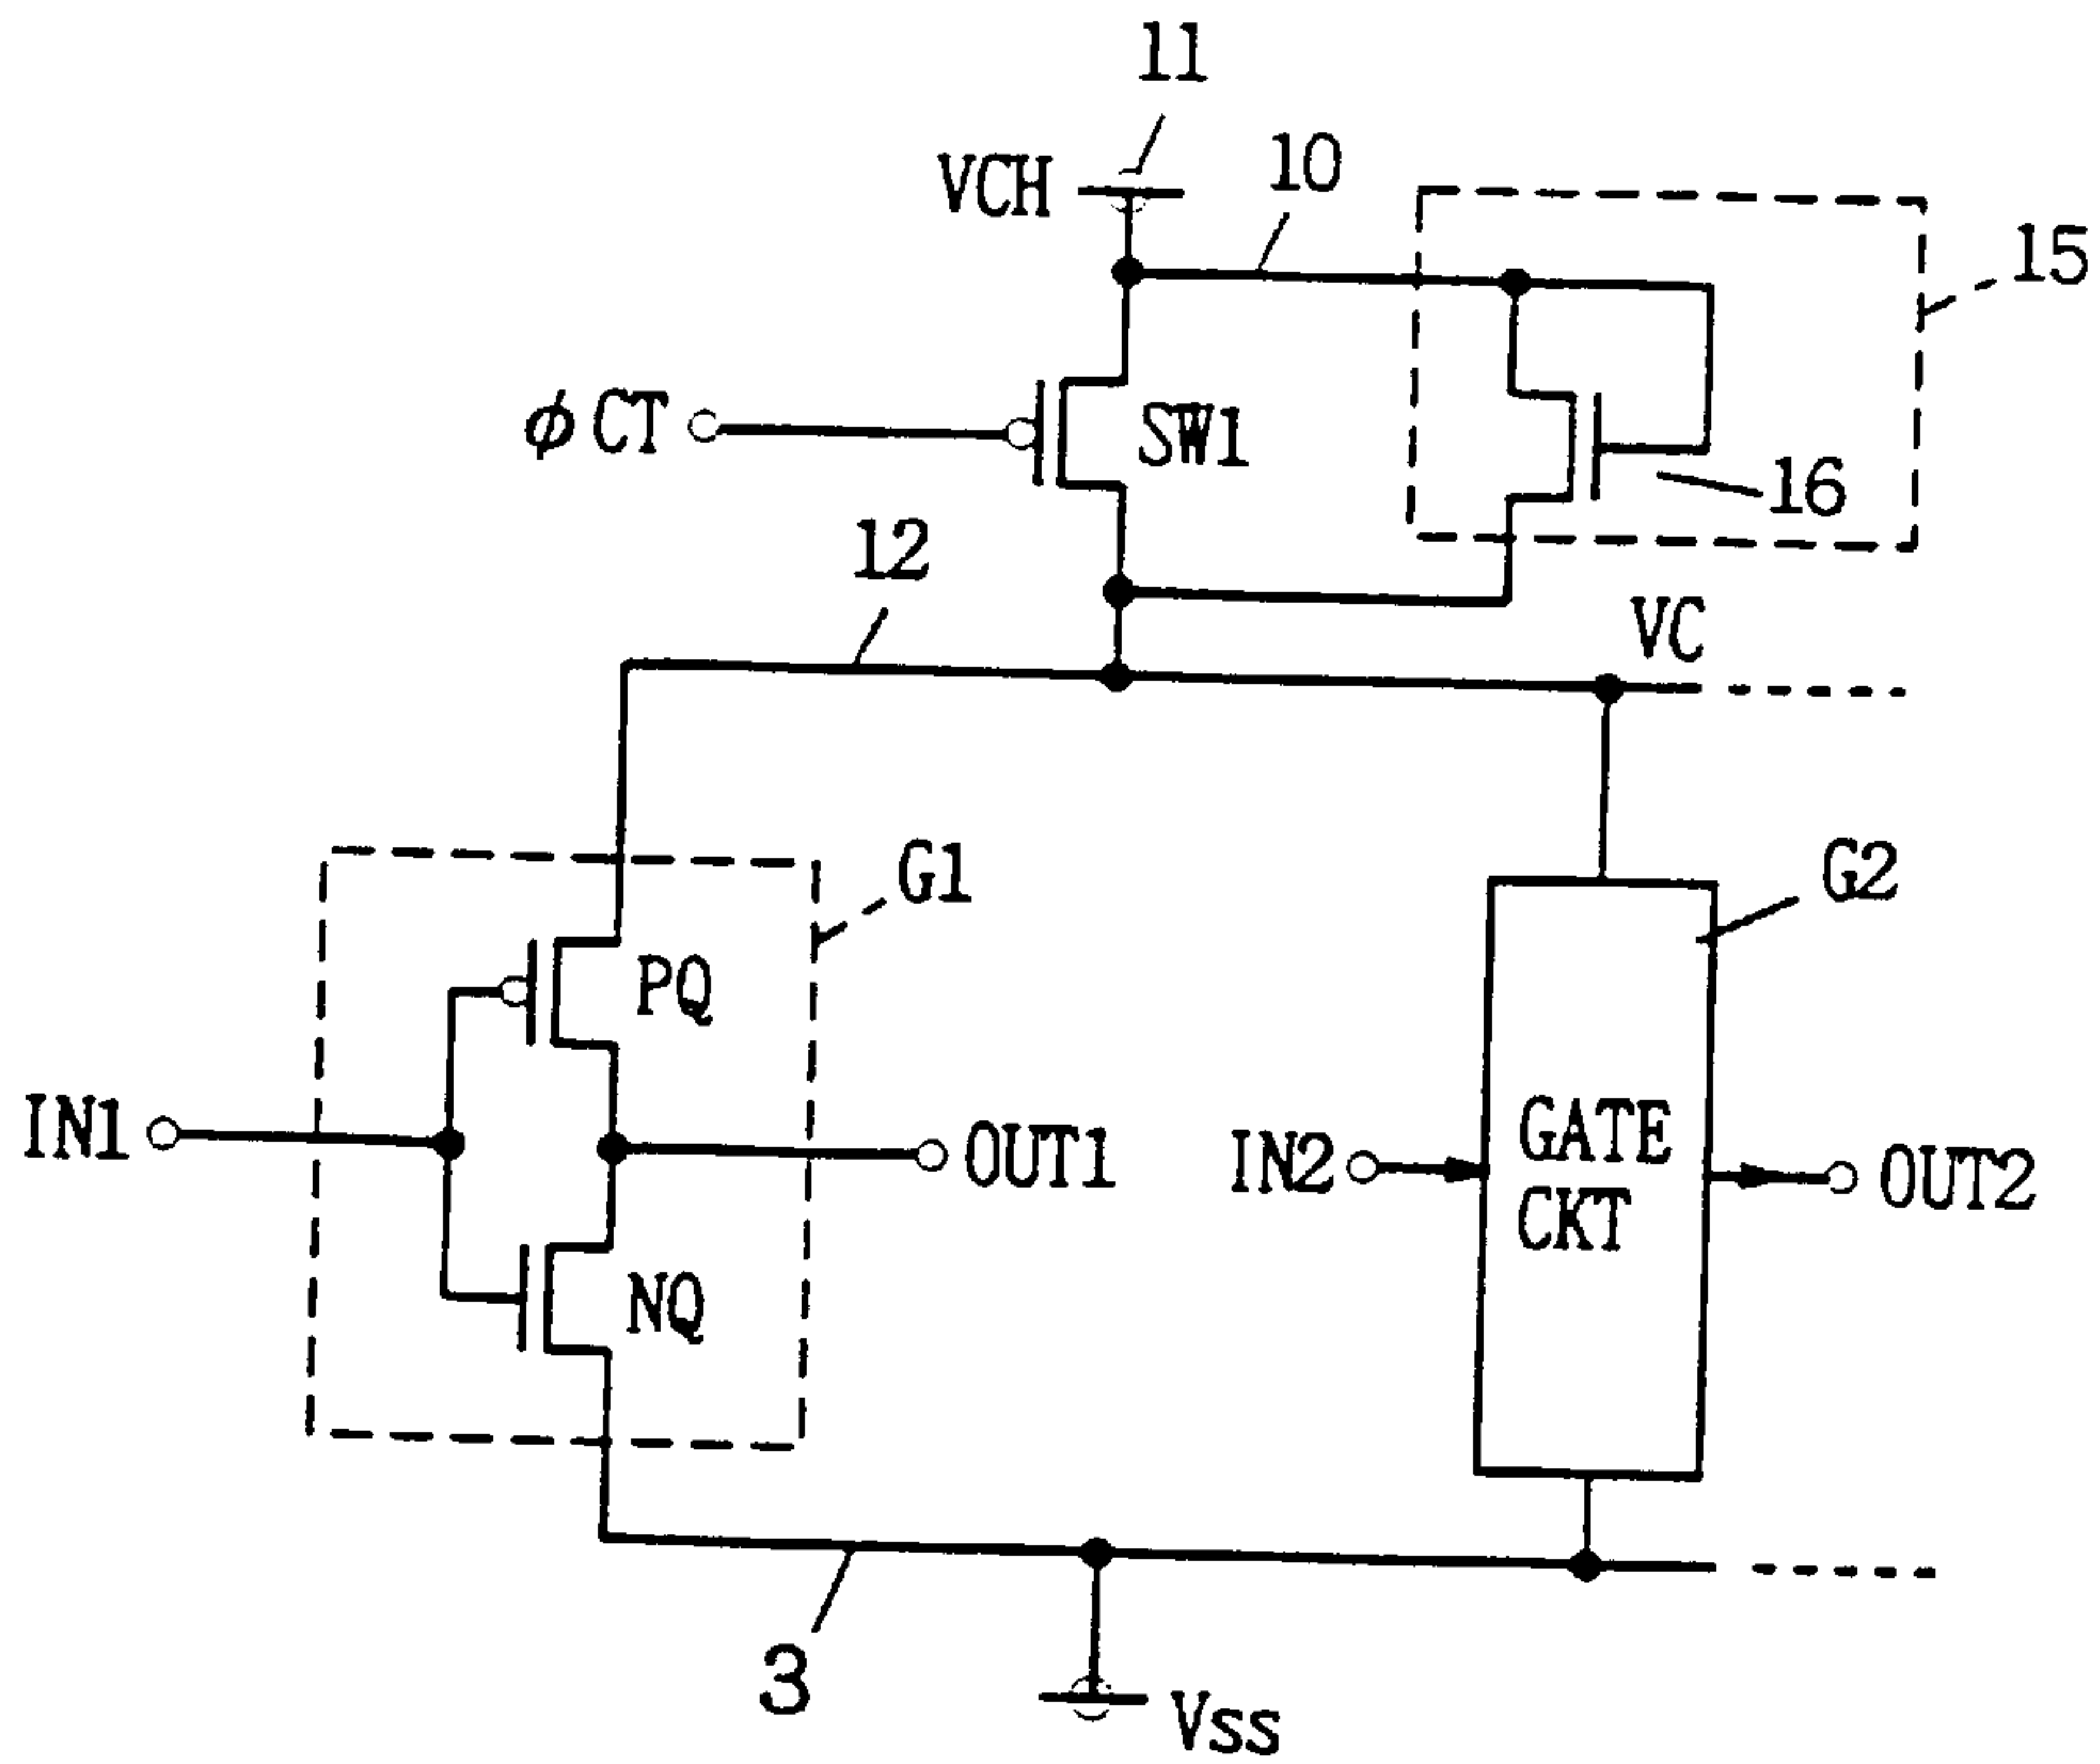 11
VCH
10
15
φCT
SW1
16
12
VC
G1
G2
PQ
IN1
OUT1
IN2
GATE
CKT
OUT2
NQ
3
Vss